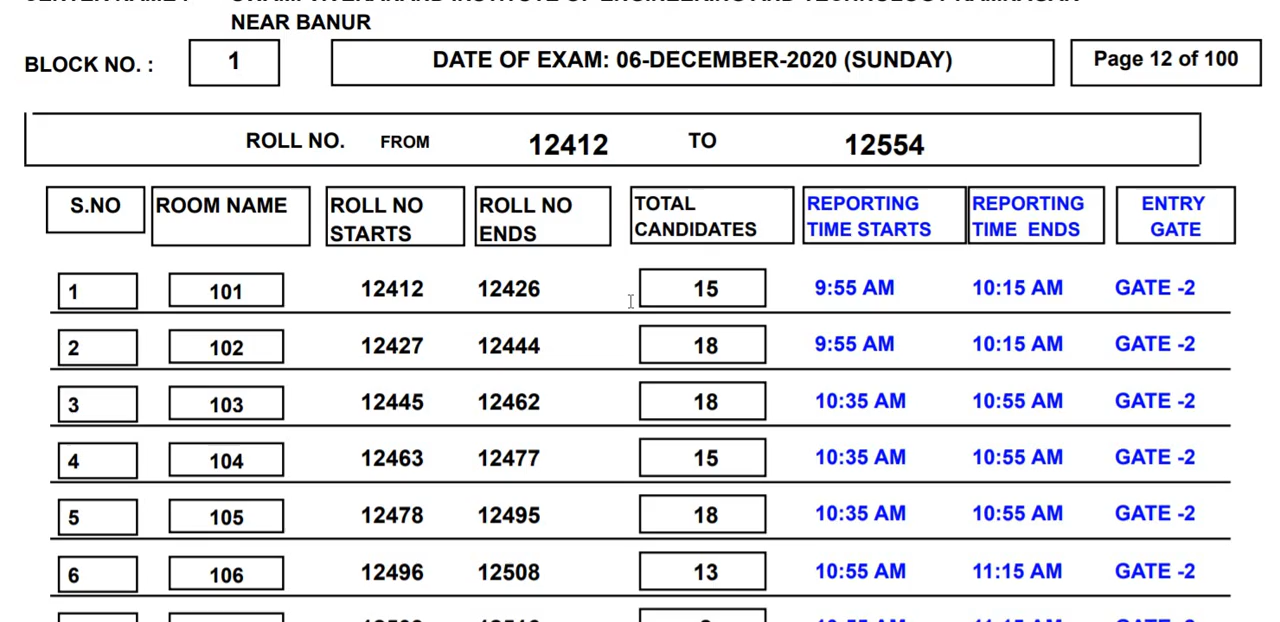 NEAR BANUR
BLOCK NO. : 1 DATE OF EXAM: 06-DECEMBER-2020 (SUNDAY) Page 12 of 100
ROLL NO. FROM 12412 TO 12554
S.NO ROOM NAME ROLL NO STARTS ROLL NO ENDS TOTAL CANDIDATES REPORTING TIME STARTS REPORTING TIME ENDS ENTRY GATE
1 101 12412 12426 15 9:55 AM 10:15 AM GATE -2
2 102 12427 12444 18 9:55 AM 10:15 AM GATE -2
3 103 12445 12462 18 10:35 AM 10:55 AM GATE -2
4 104 12463 12477 15 10:35 AM 10:55 AM GATE -2
5 105 12478 12495 18 10:35 AM 10:55 AM GATE -2
6 106 12496 12508 13 10:55 AM 11:15 AM GATE -2